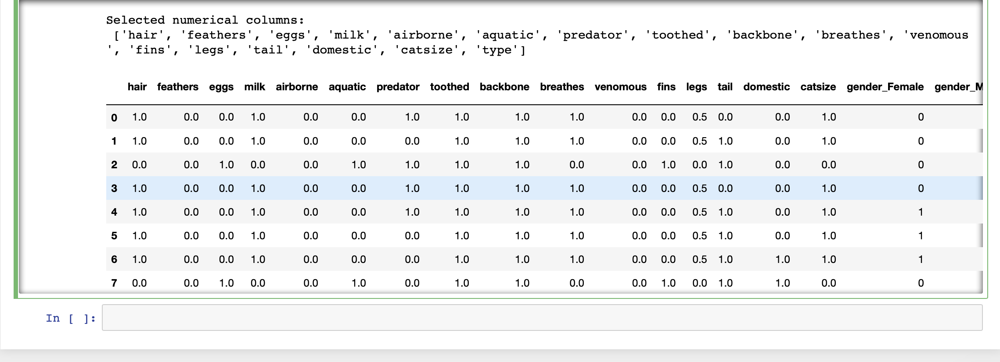 Selected numerical columns:
['hair', 'feathers', 'eggs', 'milk', 'airborne', 'aquatic', 'predator', 'toothed', 'backbone', 'breathes', 'venomous
', 'fins', 'legs', 'tail', 'domestic', 'catsize', 'type']
hair feathers eggs milk airborne aquatic predator toothed backbone breathes venomous fins legs tail domestic catsize gender_Female gender_M
0 1.0 0.0 0.0 1.0 0.0 0.0 1.0 1.0 1.0 1.0 0.0 0.0 0.5 0.0 0.0 1.0 0
1 1.0 0.0 0.0 1.0 0.0 0.0 0.0 1.0 1.0 1.0 0.0 0.0 0.5 1.0 0.0 1.0 0
2 0.0 0.0 1.0 0.0 0.0 1.0 1.0 1.0 1.0 0.0 0.0 1.0 0.0 1.0 0.0 0.0 0
3 1.0 0.0 0.0 1.0 0.0 0.0 1.0 1.0 1.0 1.0 0.0 0.0 0.5 0.0 0.0 1.0 0
4 1.0 0.0 0.0 1.0 0.0 0.0 1.0 1.0 1.0 1.0 0.0 0.0 0.5 1.0 0.0 1.0 1
5 1.0 0.0 0.0 1.0 0.0 0.0 0.0 1.0 1.0 1.0 0.0 0.0 0.5 1.0 0.0 1.0 1
6 1.0 0.0 0.0 1.0 0.0 0.0 0.0 1.0 1.0 1.0 0.0 0.0 0.5 1.0 1.0 1.0 1
7 0.0 0.0 1.0 0.0 0.0 1.0 0.0 1.0 1.0 0.0 0.0 1.0 0.0 1.0 1.0 0.0 0
In [ ]: